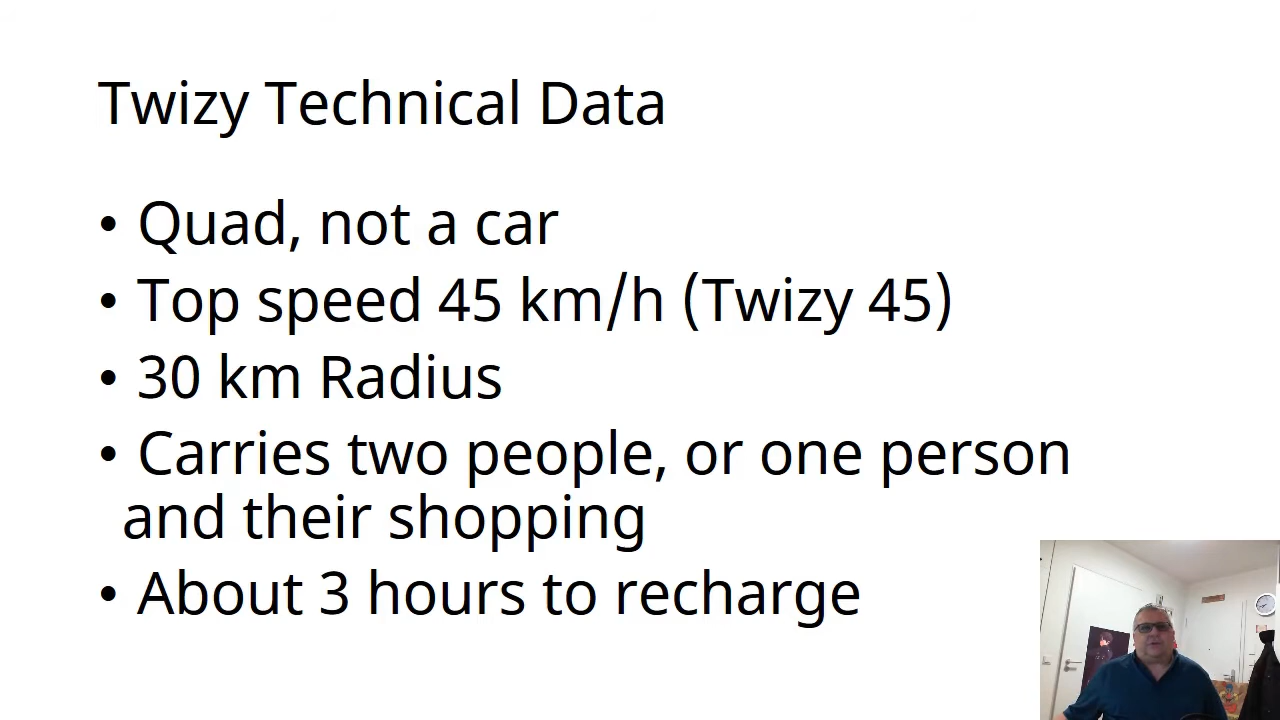 Twizy Technical Data
• Quad, not a car
• Top speed 45 km/h (Twizy 45)
• 30 km Radius
• Carries two people, or one person
and their shopping
• About 3 hours to recharge